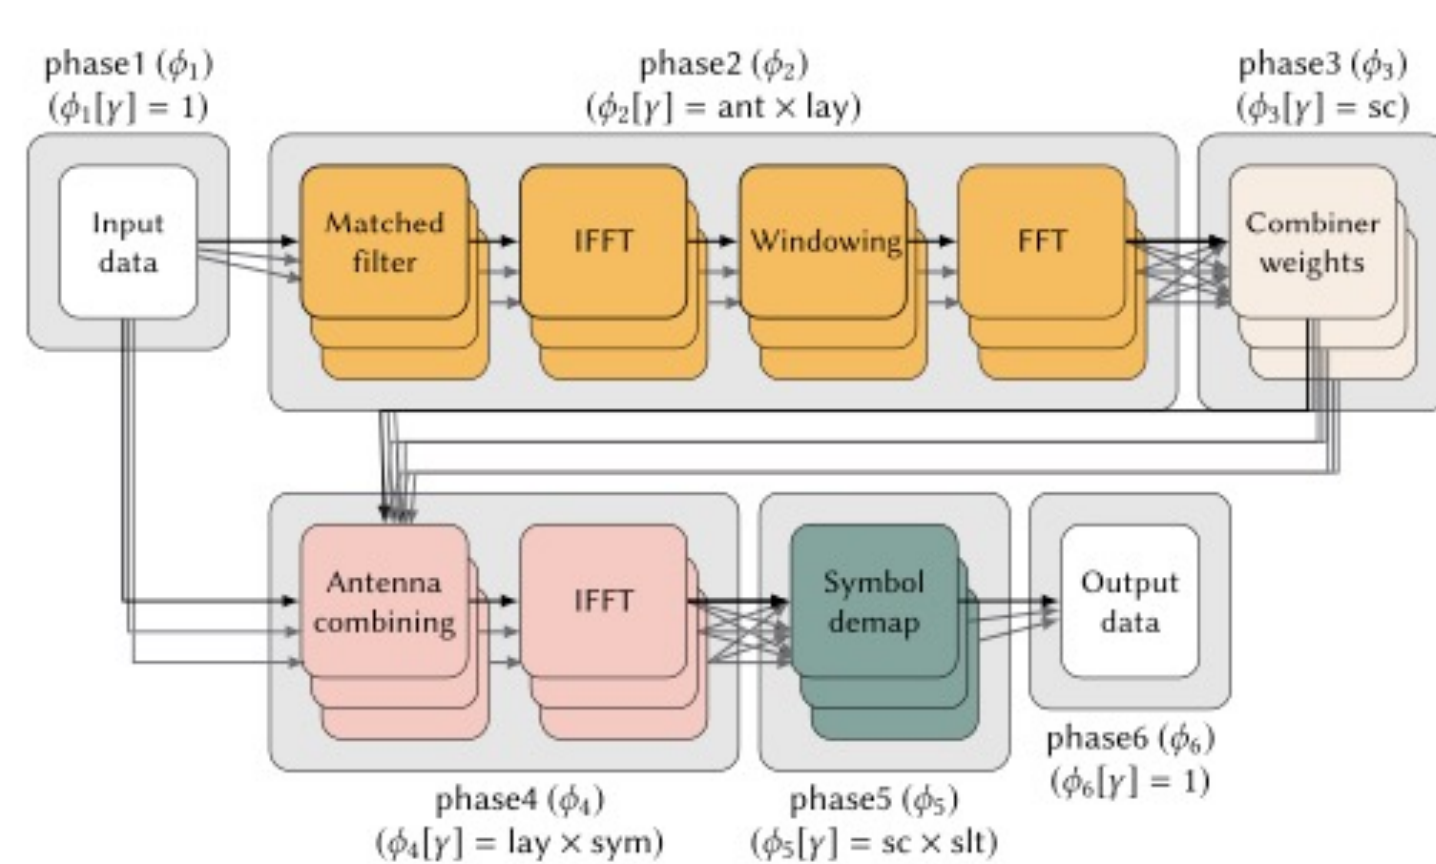 phase1 (ϕ₁)
(ϕ₁[γ] = 1)
phase2 (ϕ₂)
(ϕ₂[γ] = ant × lay)
phase3 (ϕ₃)
(ϕ₃[γ] = sc)
Input
data
Matched
filter
IFFT
Windowing
FFT
Combiner
weights
Antenna
combining
IFFT
Symbol
demap
Output
data
phase4 (ϕ₄)
(ϕ₄[γ] = lay × sym)
phase5 (ϕ₅)
(ϕ₅[γ] = sc × slt)
phase6 (ϕ₆)
(ϕ₆[γ] = 1)